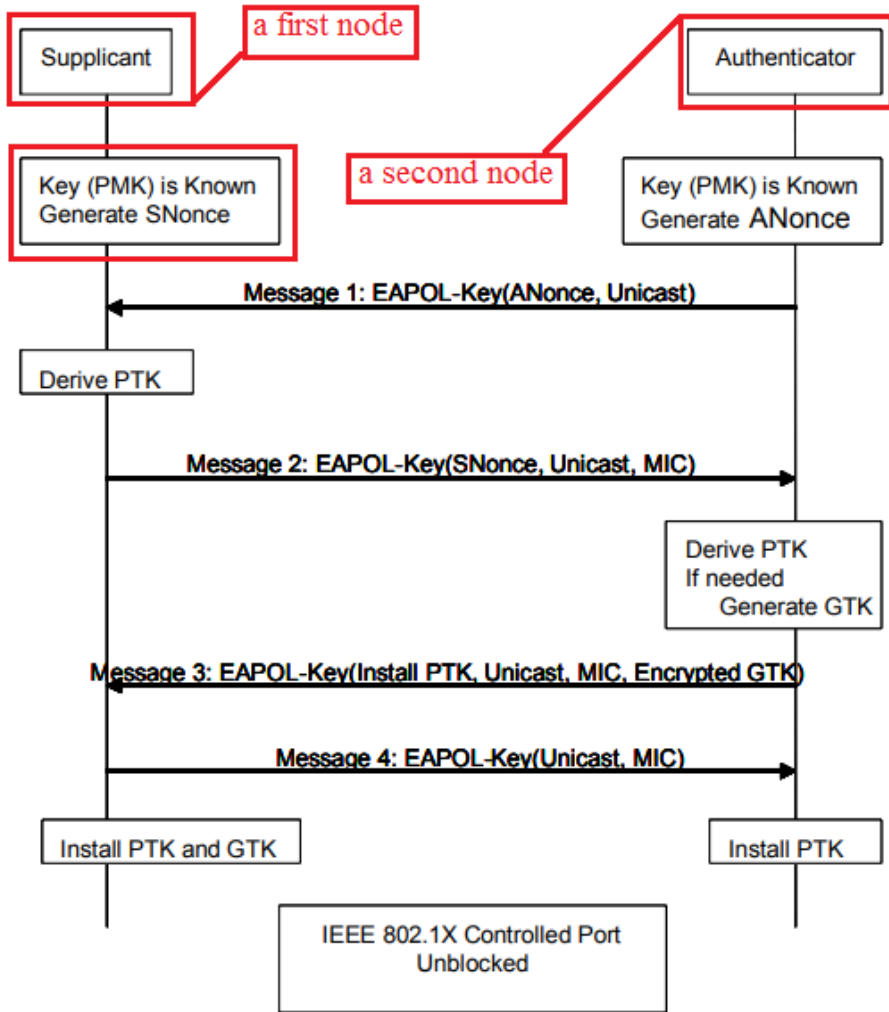 a first node
Supplicant
Authenticator
a second node
Key (PMK) is Known
Generate SNonce
Key (PMK) is Known
Generate ANonce
Message 1: EAPOL-Key(ANonce, Unicast)
Derive PTK
Message 2: EAPOL-Key(SNonce, Unicast, MIC)
Derive PTK
If needed
Generate GTK
Message 3: EAPOL-Key(Install PTK, Unicast, MIC, Encrypted GTK)
Message 4: EAPOL-Key(Unicast, MIC)
Install PTK and GTK
Install PTK
IEEE 802.1X Controlled Port
Unblocked